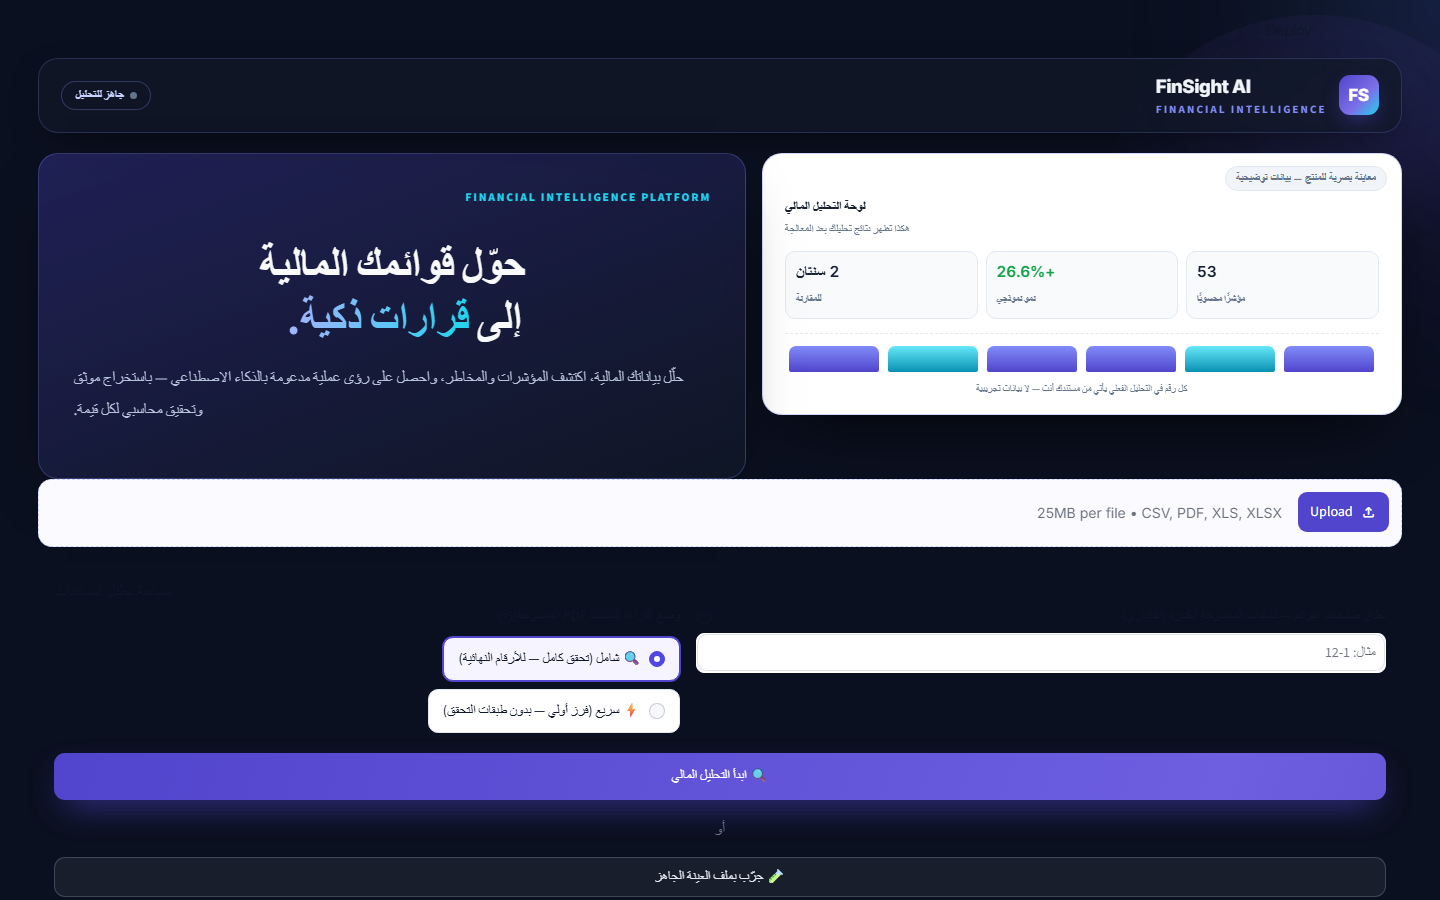 FS
FinSight AI
FINANCIAL INTELLIGENCE
جاهز للتحليل
معاينة بصرية للمنتج — بيانات توضيحية
لوحة التحليل المالي
هكذا تظهر نتائج تحليلك بعد المعالجة
53
مؤشرًا محسوبًا
+26.6%
نمو نموذجي
2 سنتان
للمقارنة
كل رقم في التحليل الفعلي يأتي من مستندك أنت — لا بيانات تجريبية
FINANCIAL INTELLIGENCE PLATFORM
حوّل قوائمك المالية
إلى قرارات ذكية.
حلّل بياناتك المالية، اكتشف المؤشرات والمخاطر، واحصل على رؤى عملية مدعومة بالذكاء الاصطناعي — باستخراج موثق
وتحقيق محاسبي لكل قيمة.
Upload
25MB per file • CSV, PDF, XLS, XLSX
مثال: 1-12
شامل (تحقق كامل — للأرقام النهائية)
سريع (فرز أولي — بدون طبقات التحقق)
ابدأ التحليل المالي
أو
جرّب بملف العينة الجاهز